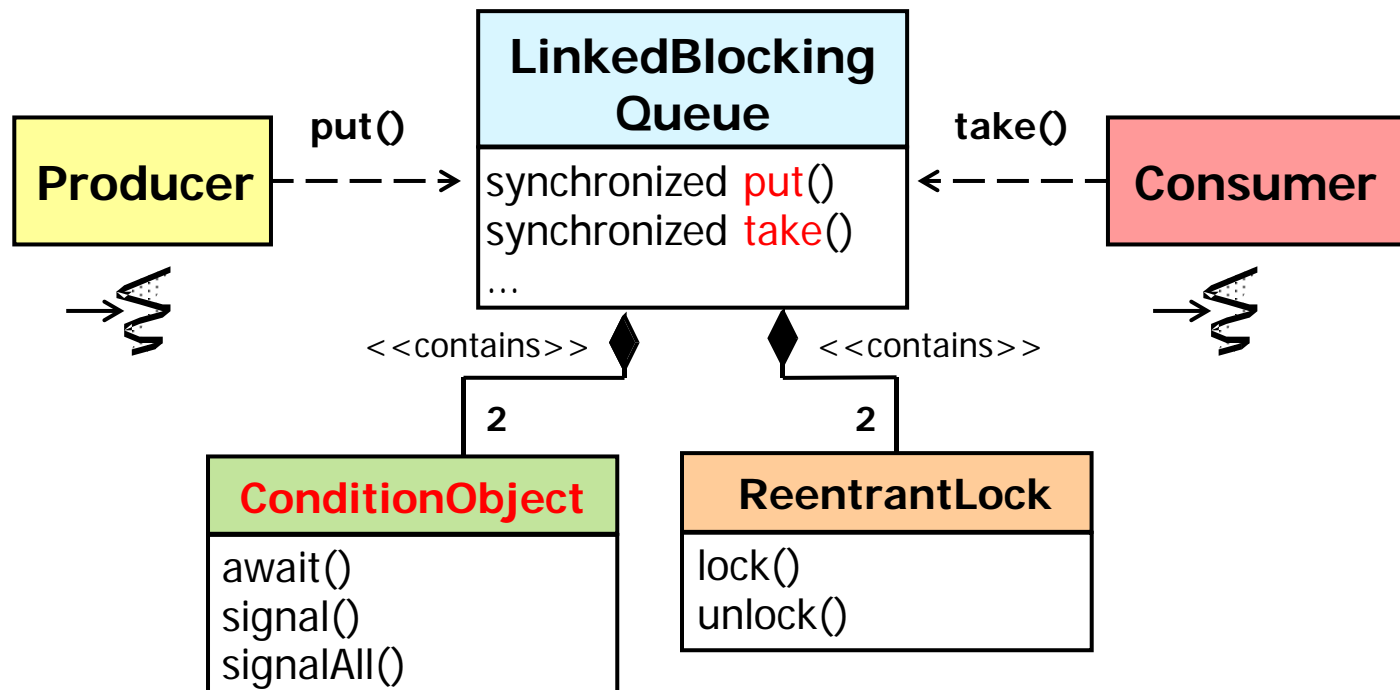 LinkedBlocking
Queue
put()
take()
Producer
Consumer
synchronized put()
synchronized take()
...
<<contains>>
<<contains>>
2
2
ConditionObject
await()
signal()
signalAll()
ReentrantLock
lock()
unlock()